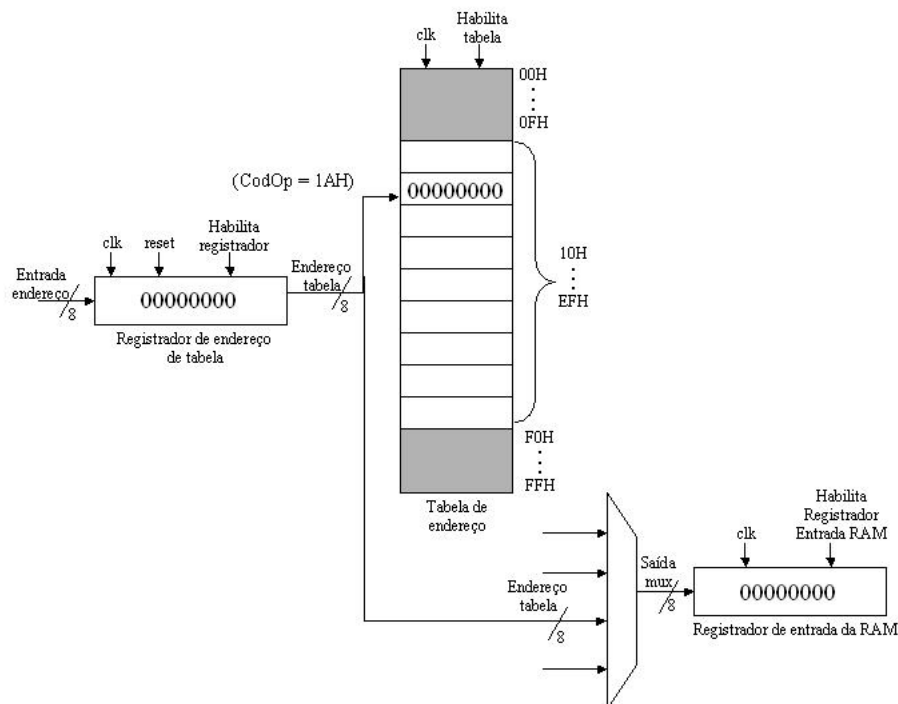 clk
Habilita
tabela
00H
0FH
(CodOp = 1AH)
00000000
10H
EFH
clk
reset
Habilita
registrador
Entrada
endereço
8
00000000
Endereço
tabela
8
Registrador de endereço
de tabela
F0H
FFH
Tabela de
endereço
Habilita
Registrador
Entrada RAM
clk
Endereço
tabela
8
Saída
mux
8
00000000
Registrador de entrada da RAM